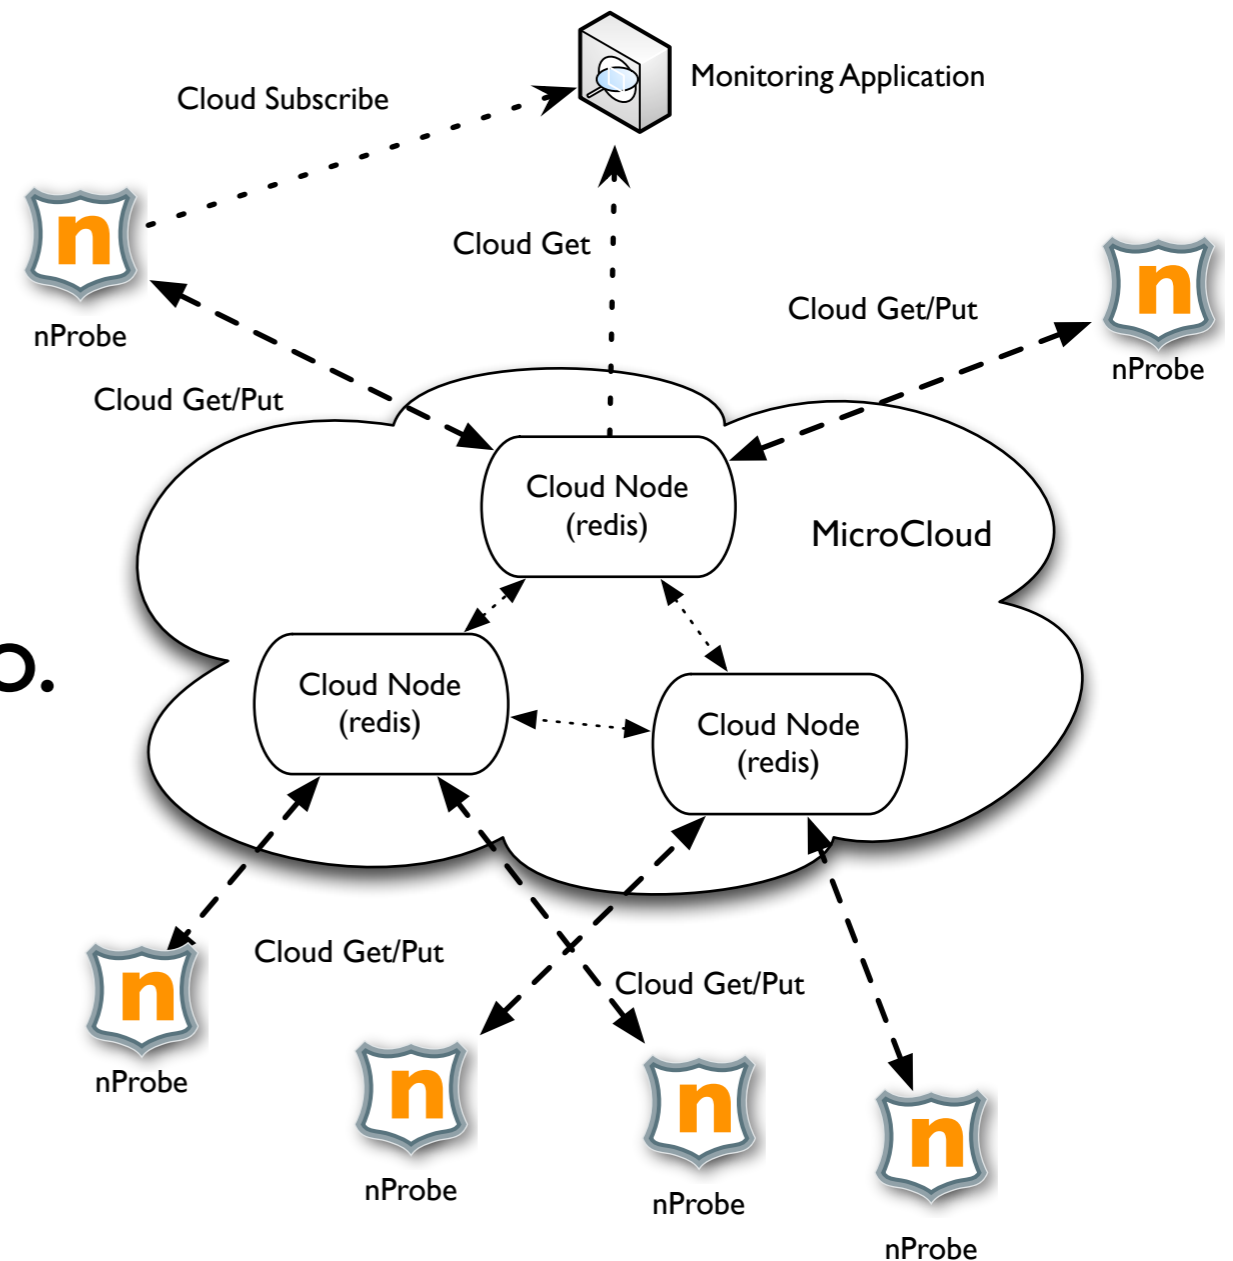 Monitoring Application
Cloud Subscribe
n
nProbe
Cloud Get
n
nProbe
Cloud Get/Put
Cloud Get/Put
Cloud Node
(redis)
MicroCloud
o.
Cloud Node
(redis)
Cloud Node
(redis)
Cloud Get/Put
Cloud Get/Put
n
nProbe
n
nProbe
n
nProbe
n
nProbe